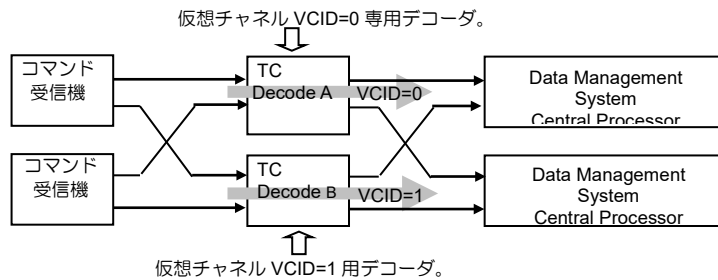 仮想チャネル VCID=0 専用デコーダ。
コマンド
受信機
TC
Decode A
VCID=0
Data Management
System
Central Processor
コマンド
受信機
TC
Decode B
VCID=1
Data Management
System
Central Processor
仮想チャネル VCID=1 用デコーダ。